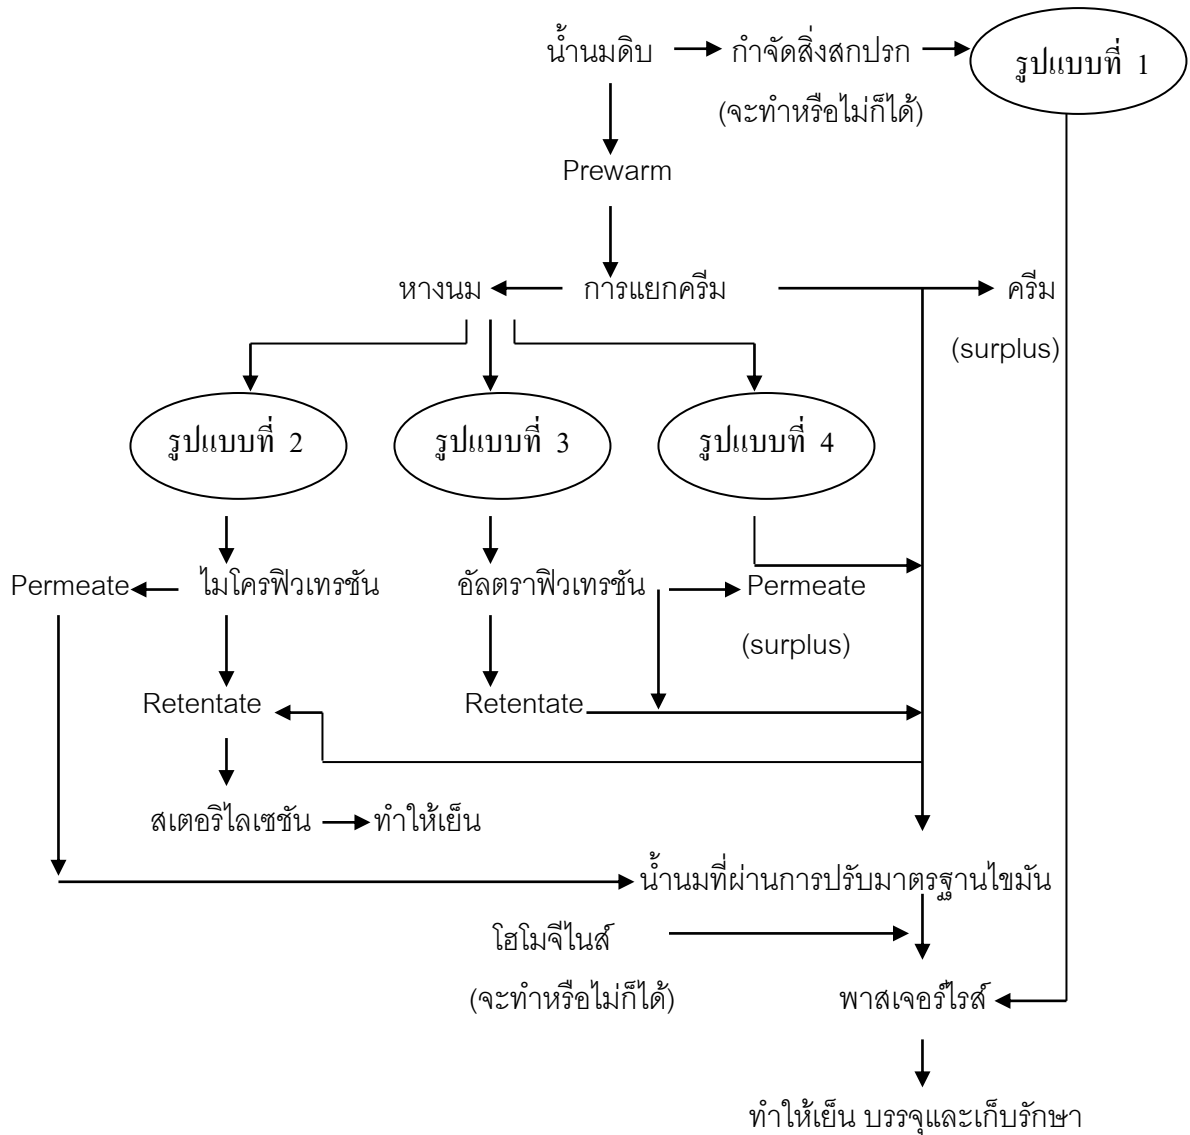 น้ำนมดิบ
กำจัดสิ่งสกปรก
รูปแบบที่ 1
(จะทำหรือไม่ก็ได้)
Prewarm
หางนม
การแยกครีม
ครีม
(surplus)
รูปแบบที่ 2
รูปแบบที่ 3
รูปแบบที่ 4
Permeate
ไมโครฟิวเทรชัน
อัลตราฟิวเทรชัน
Permeate
(surplus)
Retentate
Retentate
สเตอริไลเซชัน
ทำให้เย็น
น้ำนมที่ผ่านการปรับมาตรฐานไขมัน
โฮโมจีไนส์
(จะทำหรือไม่ก็ได้)
พาสเจอร์ไรส์
ทำให้เย็น บรรจุและเก็บรักษา